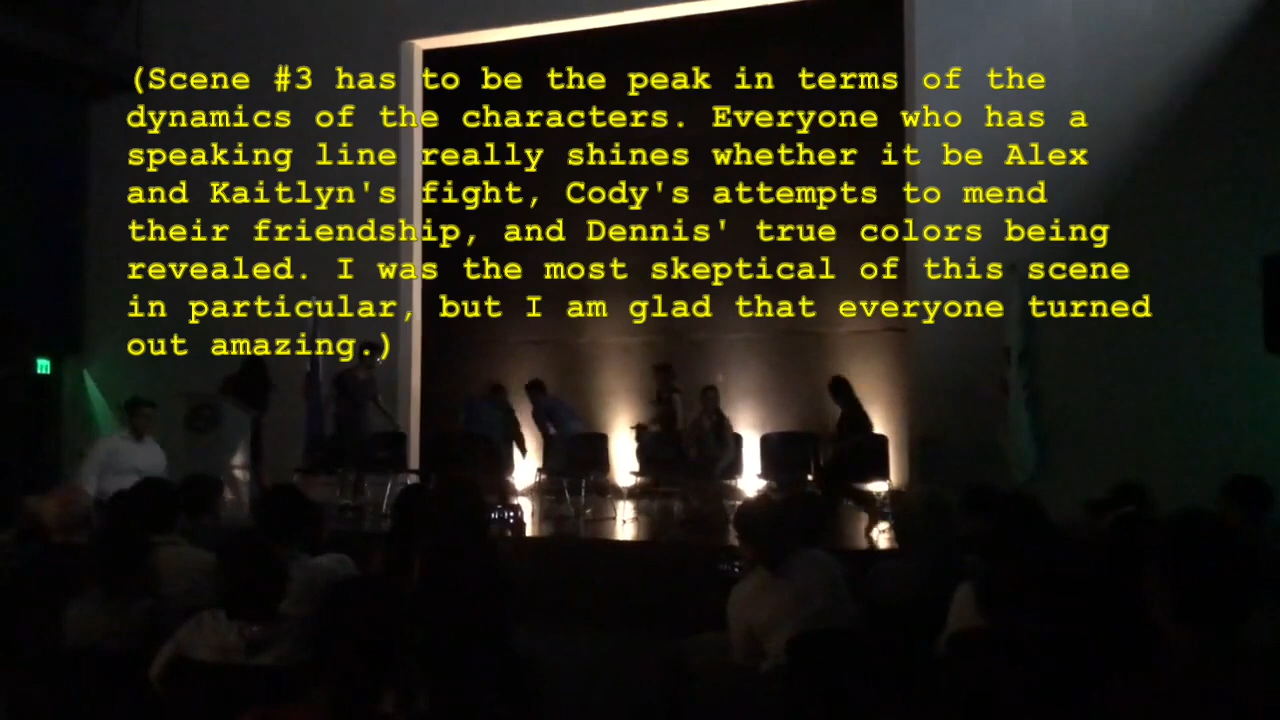 (Scene #3 has to be the peak in terms of the
dynamics of the characters. Everyone who has a
speaking line really shines whether it be Alex
and Kaitlyn's fight, Cody's attempts to mend
their friendship, and Dennis' true colors being
revealed. I was the most skeptical of this scene
in particular, but I am glad that everyone turned
out amazing.)